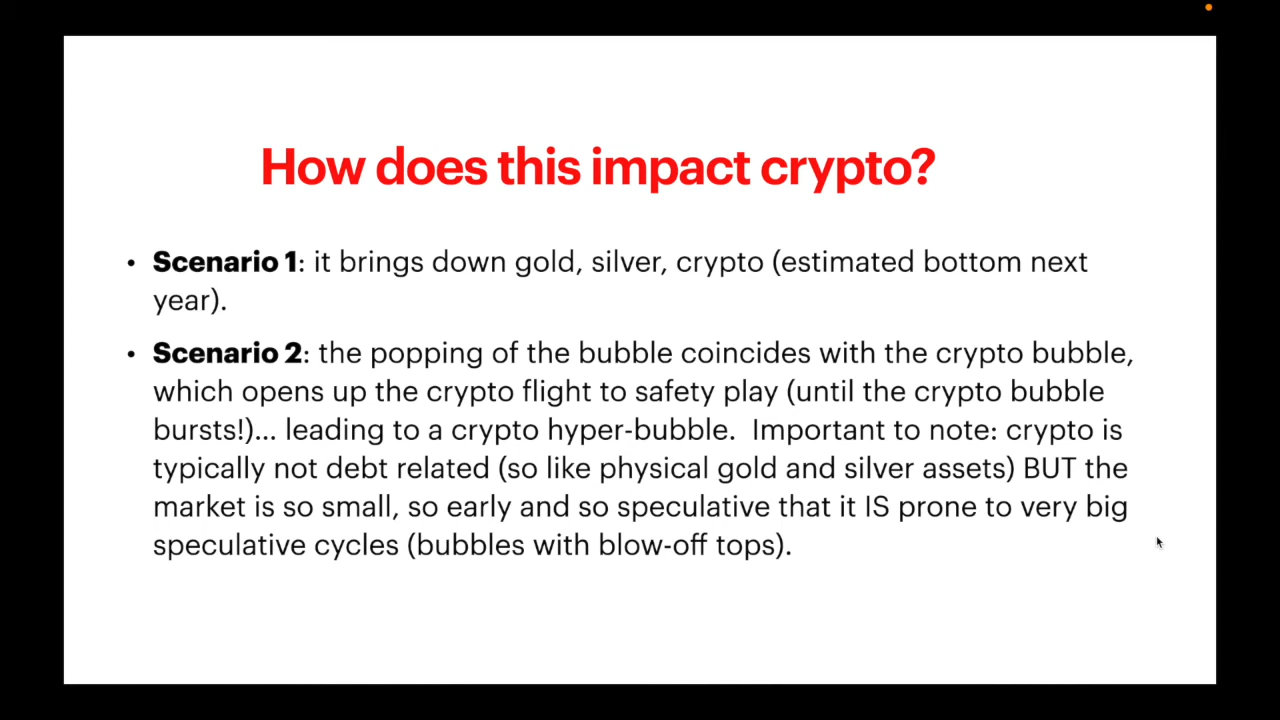 How does this impact crypto?
• Scenario 1: it brings down gold, silver, crypto (estimated bottom next
year).
• Scenario 2: the popping of the bubble coincides with the crypto bubble,
which opens up the crypto flight to safety play (until the crypto bubble
bursts!)... leading to a crypto hyper-bubble.  Important to note: crypto is
typically not debt related (so like physical gold and silver assets) BUT the
market is so small, so early and so speculative that it IS prone to very big
speculative cycles (bubbles with blow-off tops).